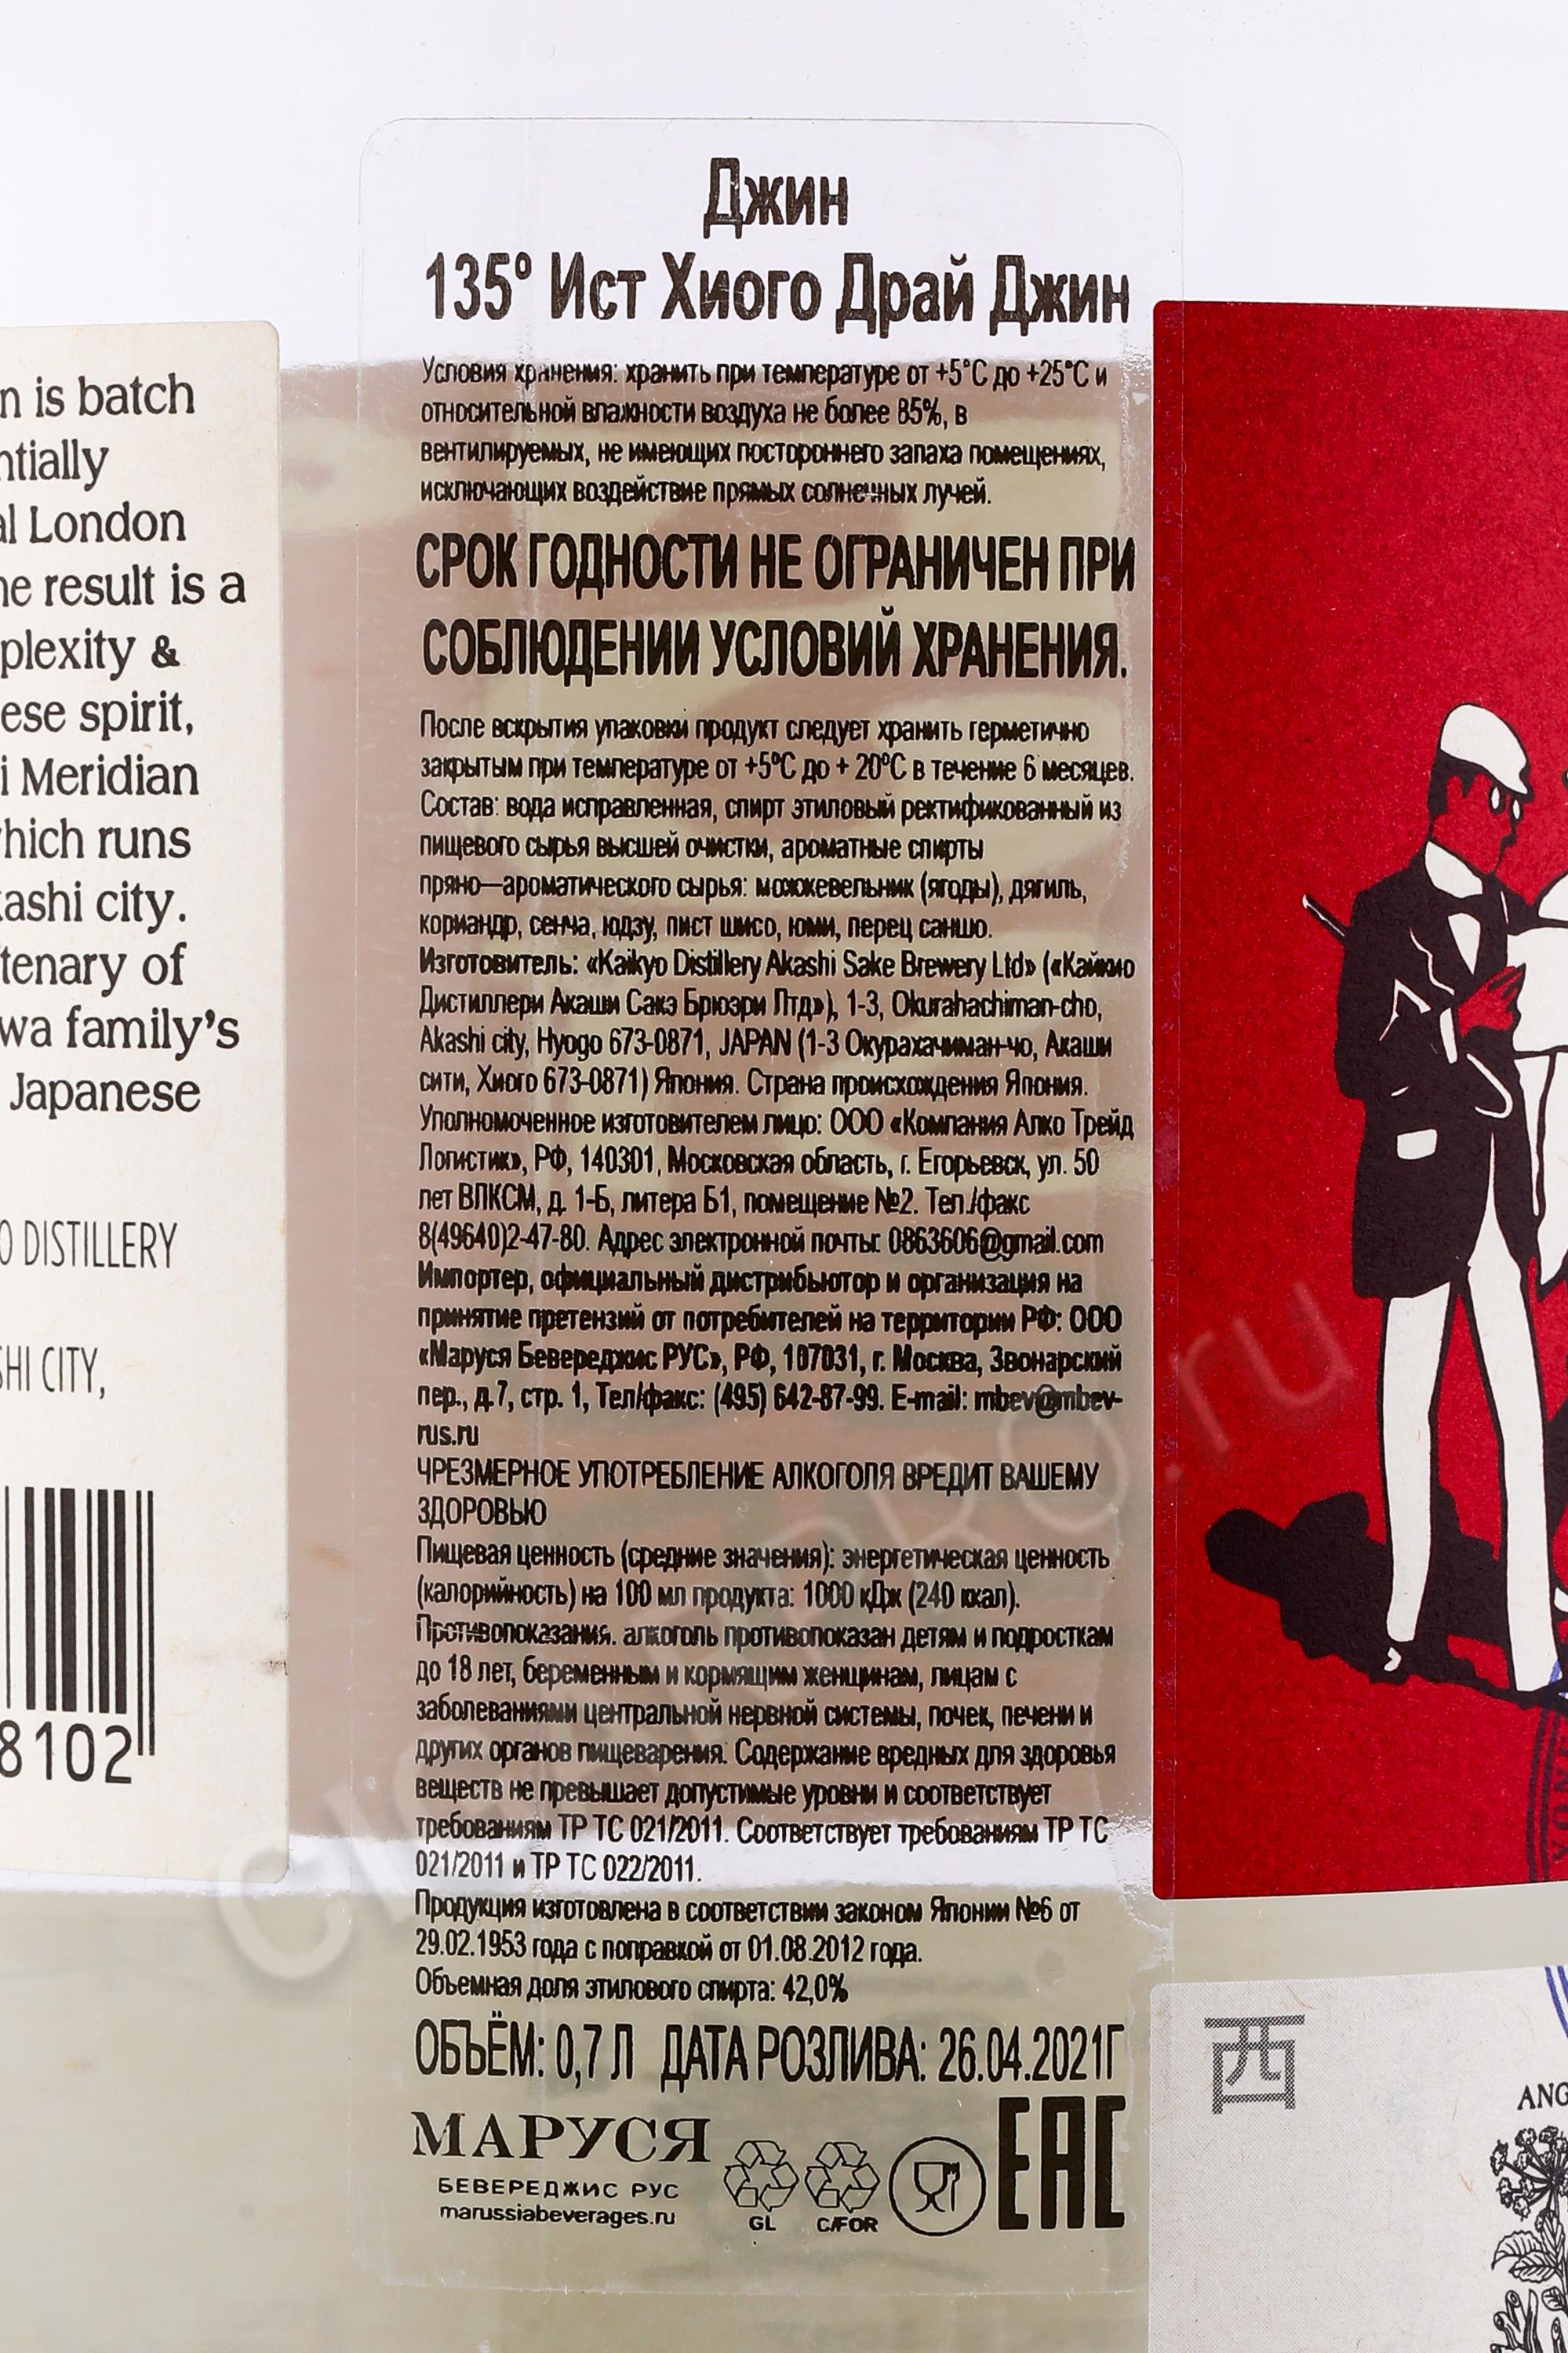 Джин
135° Ист Хиого Драй Джин
Условия хранения: хранить при температуре от +5°С до +25°С и
относительной влажности воздуха не более 85%, в
вентилируемых, не имеющих постороннего запаха помещениях,
исключающих воздействие прямых солнечных лучей.
СРОК ГОДНОСТИ НЕ ОГРАНИЧЕН ПРИ
СОБЛЮДЕНИИ УСЛОВИЙ ХРАНЕНИЯ.
После вскрытия упаковки продукт следует хранить герметично
закрытым при температуре от +5°С до + 20°С в течение 6 месяцев.
Состав: вода исправленная, спирт этиловый ректификованный из
пищевого сырья высшей очистки, ароматные спирты
пряно—ароматического сырья: можжевельник (ягоды), дягиль,
кориандр, сенча, юдзу, лист шисо, юми, перец саншо.
Изготовитель: «Kaikyo Distillery Akashi Sake Brewery Ltd» («Кайкио
Дистиллери Акаши Сакэ Брюэри Лтд»), 1-3, Okurahachiman-cho,
Akashi city, Hyogo 673-0871, JAPAN (1-3 Окурахачиман-чо, Акаши
сити, Хиого 673-0871) Япония. Страна происхождения Япония.
Уполномоченное изготовителем лицо: ООО «Компания Алко Трейд
Логистик», РФ, 140301, Московская область, г. Егорьевск, ул. 50
лет ВЛКСМ, д. 1-Б, литера Б1, помещение №2. Тел./факс
8(49640)2-47-80. Адрес электронной почты: 0863606@gmail.com
Импортер, официальный дистрибьютор и организация на
принятие претензий от потребителей на территории РФ: ООО
«Маруся Бевереджис РУС», РФ, 107031, г. Москва, Звонарский
пер., д.7, стр. 1, Тел/факс: (495) 642-87-99. E-mail: mbev@mbev-
rus.ru
ЧРЕЗМЕРНОЕ УПОТРЕБЛЕНИЕ АЛКОГОЛЯ ВРЕДИТ ВАШЕМУ
ЗДОРОВЬЮ
Пищевая ценность (средние значения): энергетическая ценность
(калорийность) на 100 мл продукта: 1000 кДж (240 ккал).
Противопоказания. алкоголь противопоказан детям и подросткам
до 18 лет, беременным и кормящим женщинам, лицам с
заболеваниями центральной нервной системы, почек, печени и
других органов пищеварения. Содержание вредных для здоровья
веществ не превышает допустимые уровни и соответствует
требованиям ТР ТС 021/2011. Соответствует требованиям ТР ТС
021/2011 и ТР ТС 022/2011.
Продукция изготовлена в соответствии законом Японии №6 от
29.02.1953 года с поправкой от 01.08.2012 года.
Объемная доля этилового спирта: 42,0%
ОБЪЁМ: 0,7 Л ДАТА РОЗЛИВА: 26.04.2021Г
МАРУСЯ
БЕВЕРЕДЖИС РУС
marussiabeverages.ru
GL
C/FOR
EAC
n is batch
ntially
al London
he result is a
plexity &
ese spirit,
i Meridian
which runs
kashi city.
tenary of
wa family's
Japanese
O DISTILLERY
SHI CITY,
8102
西
ANG